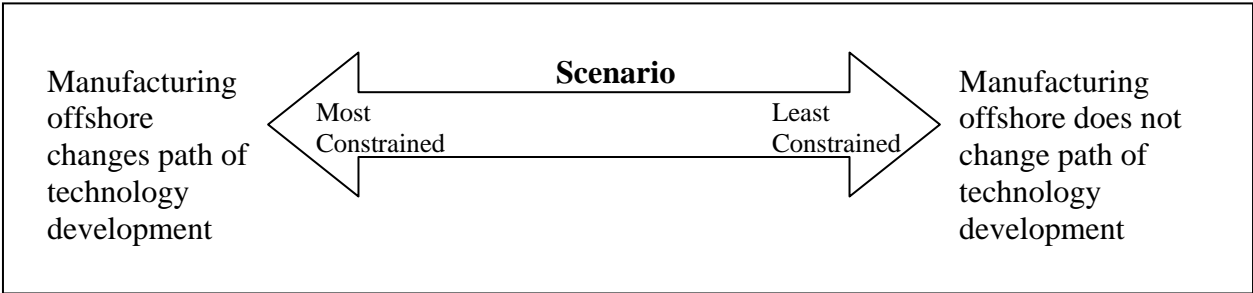 Manufacturing
offshore
changes path of
technology
development
Scenario
Most
Constrained
Least
Constrained
Manufacturing
offshore does not
change path of
technology
development